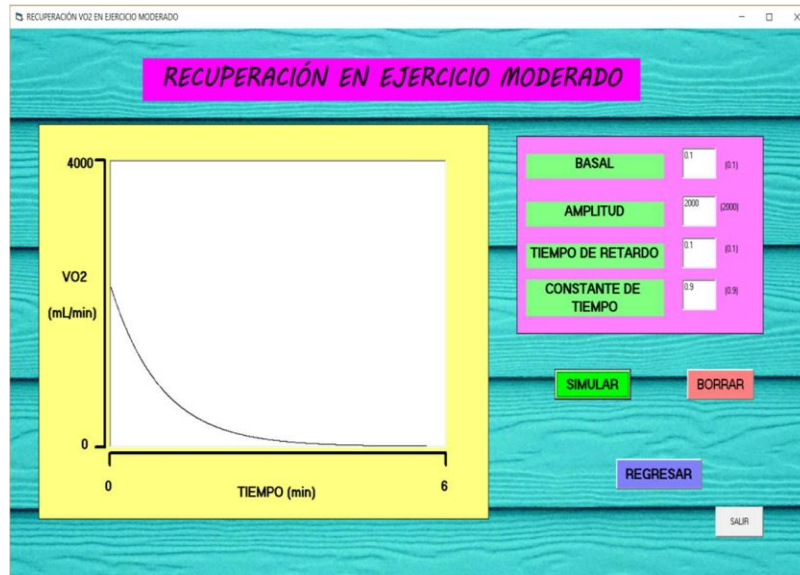 RECUPERACIÓN VO2 EN EJERCICIO MODERADO
RECUPERACIÓN EN EJERCICIO MODERADO
4000
VO2
(mL/min)
0
0
TIEMPO (min)
6
BASAL
0.1
(0.1)
AMPLITUD
2000
(2000)
TIEMPO DE RETARDO
0.1
(0.1)
CONSTANTE DE
TIEMPO
0.9
(0.9)
SIMULAR
BORRAR
REGRESAR
SALIR